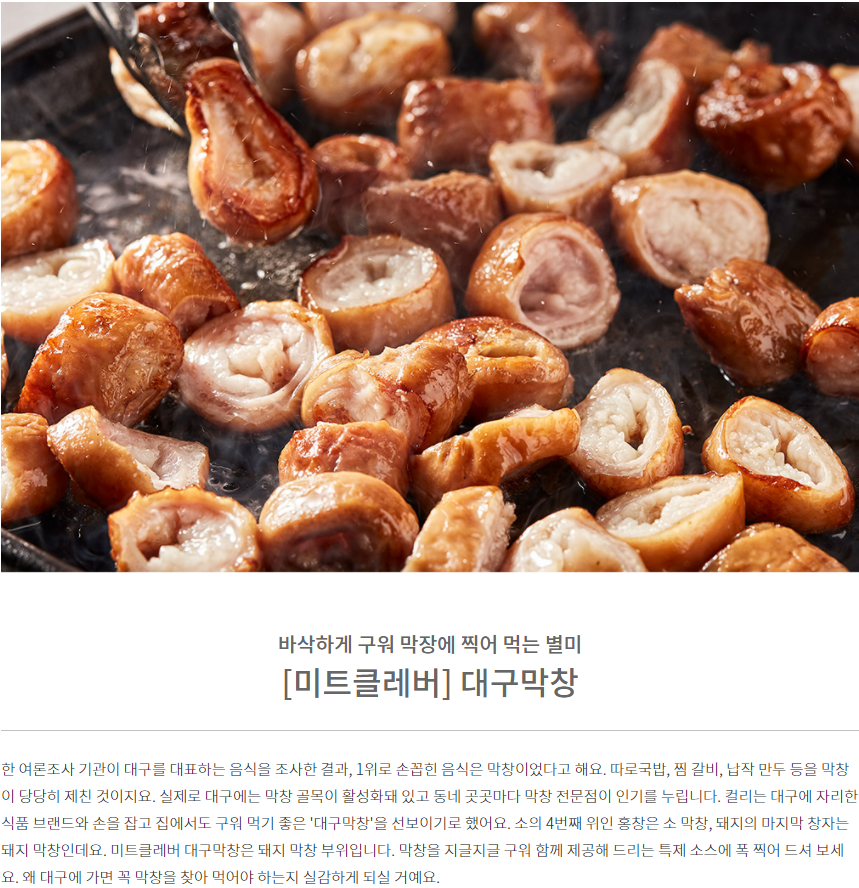 바삭하게 구워 막장에 찍어 먹는 별미
[미트클레버] 대구막창
한 여론조사 기관이 대구를 대표하는 음식을 조사한 결과, 1위로 손꼽힌 음식은 막창이었다고 해요. 따로국밥, 찜 갈비, 납작 만두 등을 막창
이 당당히 제친 것이지요. 실제로 대구에는 막창 골목이 활성화돼 있고 동네 곳곳마다 막창 전문점이 인기를 누립니다. 컬리는 대구에 자리한
식품 브랜드와 손을 잡고 집에서도 구워 먹기 좋은 '대구막창'을 선보이기로 했어요. 소의 4번째 위인 홍창은 소 막창, 돼지의 마지막 창자는
돼지 막창인데요. 미트클레버 대구막창은 돼지 막창 부위입니다. 막창을 지글지글 구워 함께 제공해 드리는 특제 소스에 푹 찍어 드셔 보세
요. 왜 대구에 가면 꼭 막창을 찾아 먹어야 하는지 실감하게 되실 거예요.